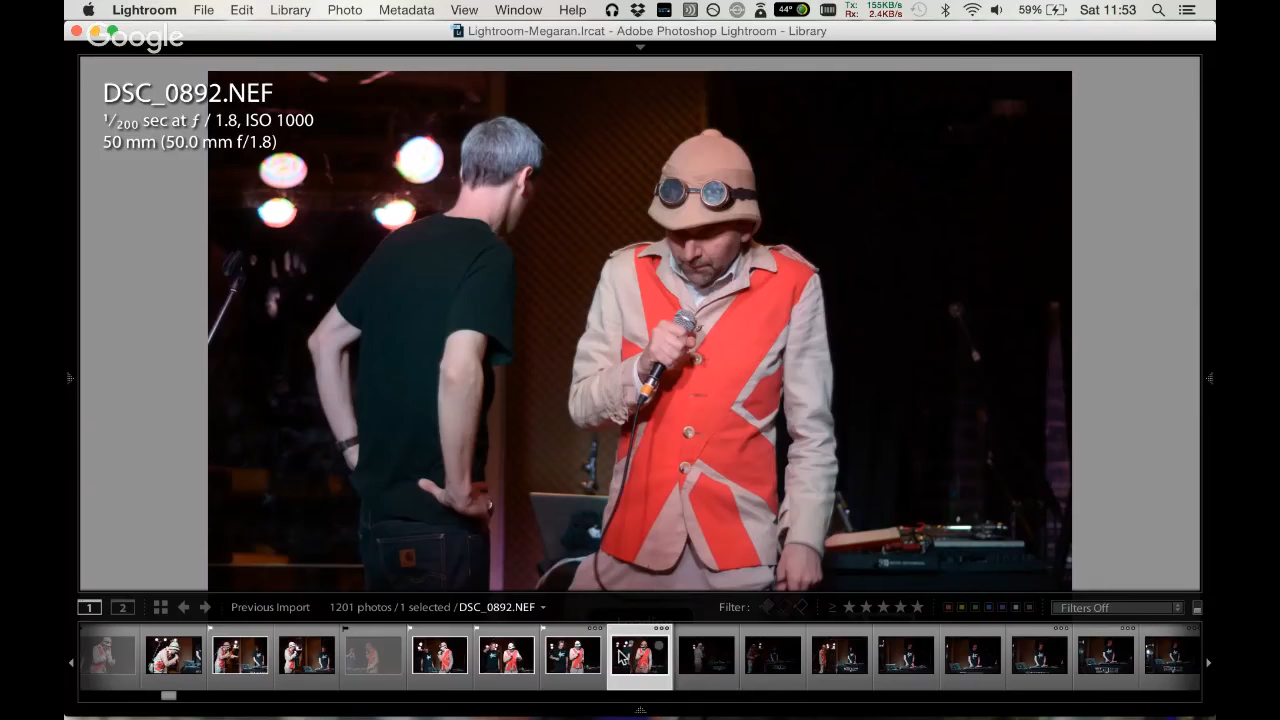 Lightroom File Edit Library Photo Metadata View Window Help 44° Tx: 155KB/s Rx: 2.4KB/s 59% Sat 11:53
Google
Lightroom-Megaran.lrcat - Adobe Photoshop Lightroom - Library
DSC_0892.NEF
1/200 sec at ƒ / 1.8, ISO 1000
50 mm (50.0 mm f/1.8)
1 2 Previous Import 1201 photos / 1 selected / DSC_0892.NEF Filter: Filters Off